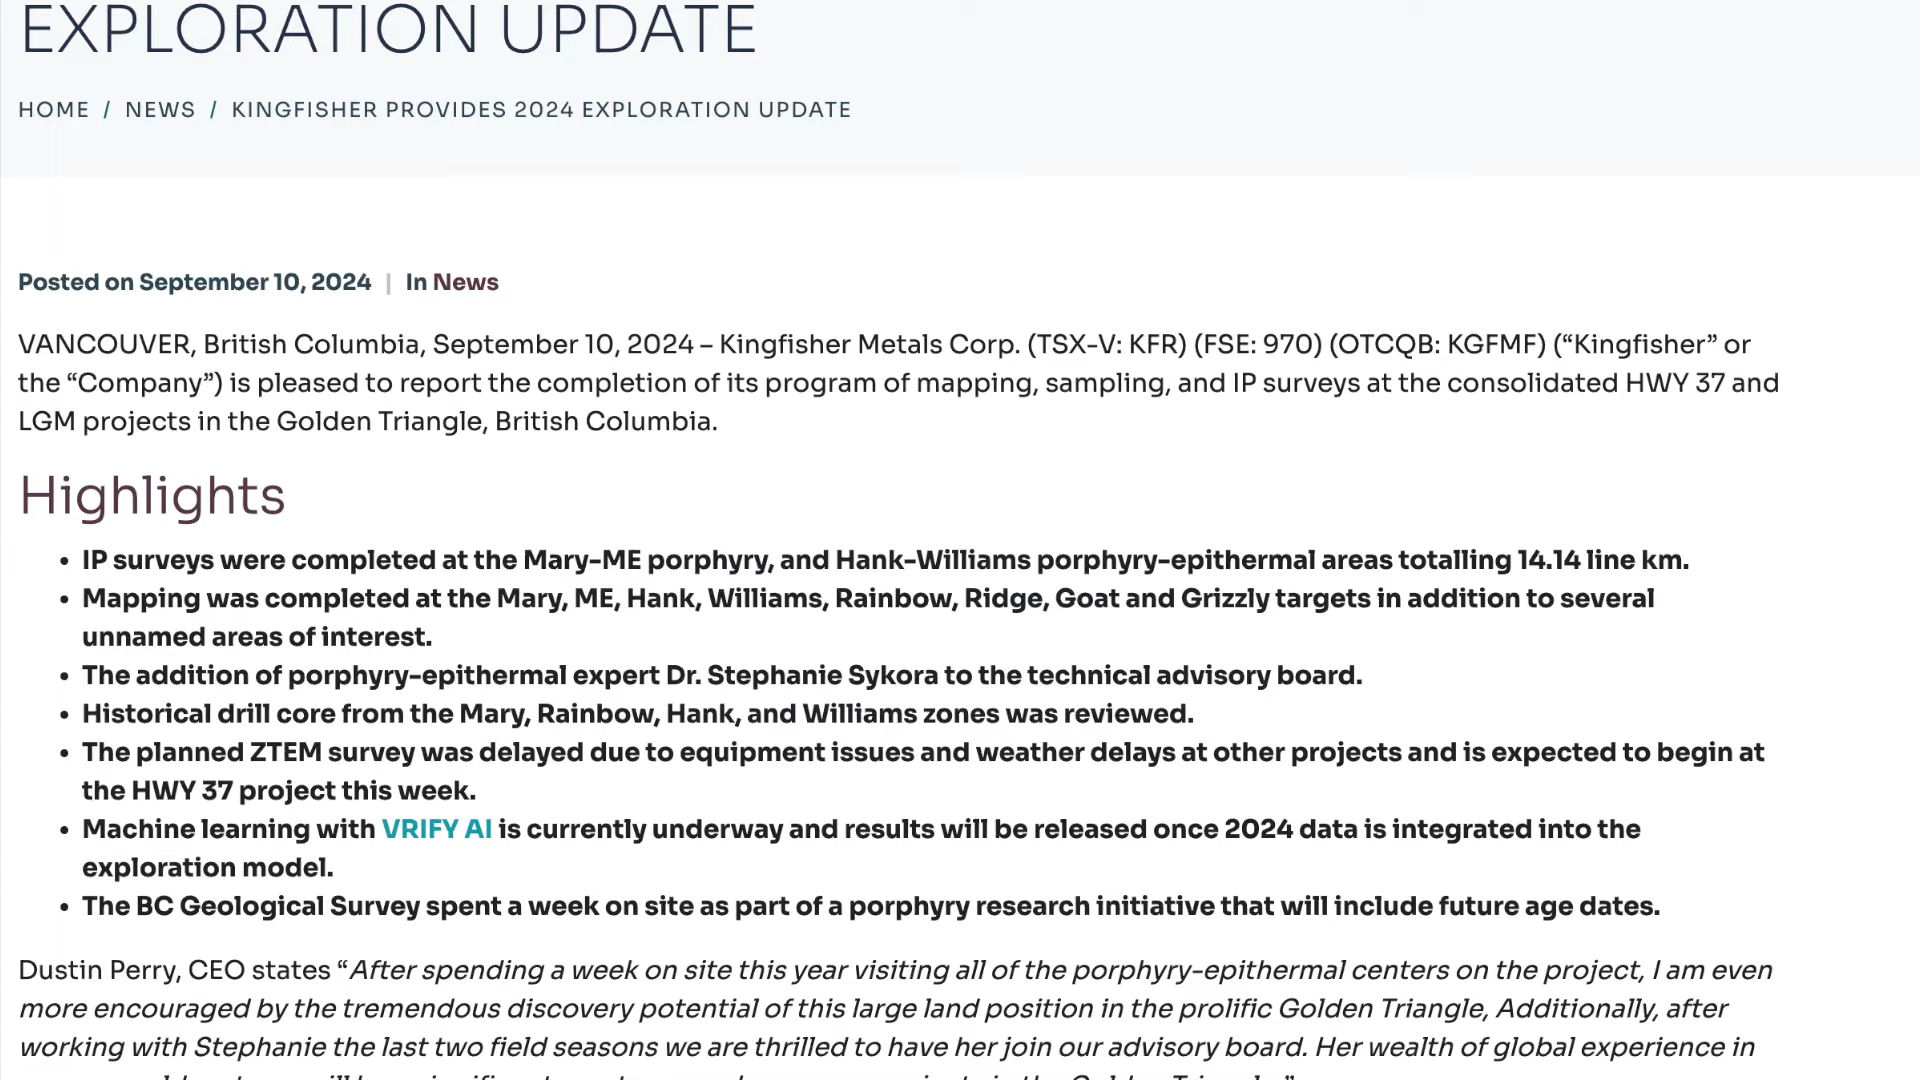 EXPLORATION UPDATE
HOME / NEWS / KINGFISHER PROVIDES 2024 EXPLORATION UPDATE
Posted on September 10, 2024 | In News
VANCOUVER, British Columbia, September 10, 2024 – Kingfisher Metals Corp. (TSX-V: KFR) (FSE: 970) (OTCQB: KGFMF) (“Kingfisher” or
the “Company”) is pleased to report the completion of its program of mapping, sampling, and IP surveys at the consolidated HWY 37 and
LGM projects in the Golden Triangle, British Columbia.
Highlights
• IP surveys were completed at the Mary-ME porphyry, and Hank-Williams porphyry-epithermal areas totalling 14.14 line km.
• Mapping was completed at the Mary, ME, Hank, Williams, Rainbow, Ridge, Goat and Grizzly targets in addition to several
unnamed areas of interest.
• The addition of porphyry-epithermal expert Dr. Stephanie Sykora to the technical advisory board.
• Historical drill core from the Mary, Rainbow, Hank, and Williams zones was reviewed.
• The planned ZTEM survey was delayed due to equipment issues and weather delays at other projects and is expected to begin at
the HWY 37 project this week.
• Machine learning with VRIFY AI is currently underway and results will be released once 2024 data is integrated into the
exploration model.
• The BC Geological Survey spent a week on site as part of a porphyry research initiative that will include future age dates.
Dustin Perry, CEO states “After spending a week on site this year visiting all of the porphyry-epithermal centers on the project, I am even
more encouraged by the tremendous discovery potential of this large land position in the prolific Golden Triangle, Additionally, after
working with Stephanie the last two field seasons we are thrilled to have her join our advisory board. Her wealth of global experience in